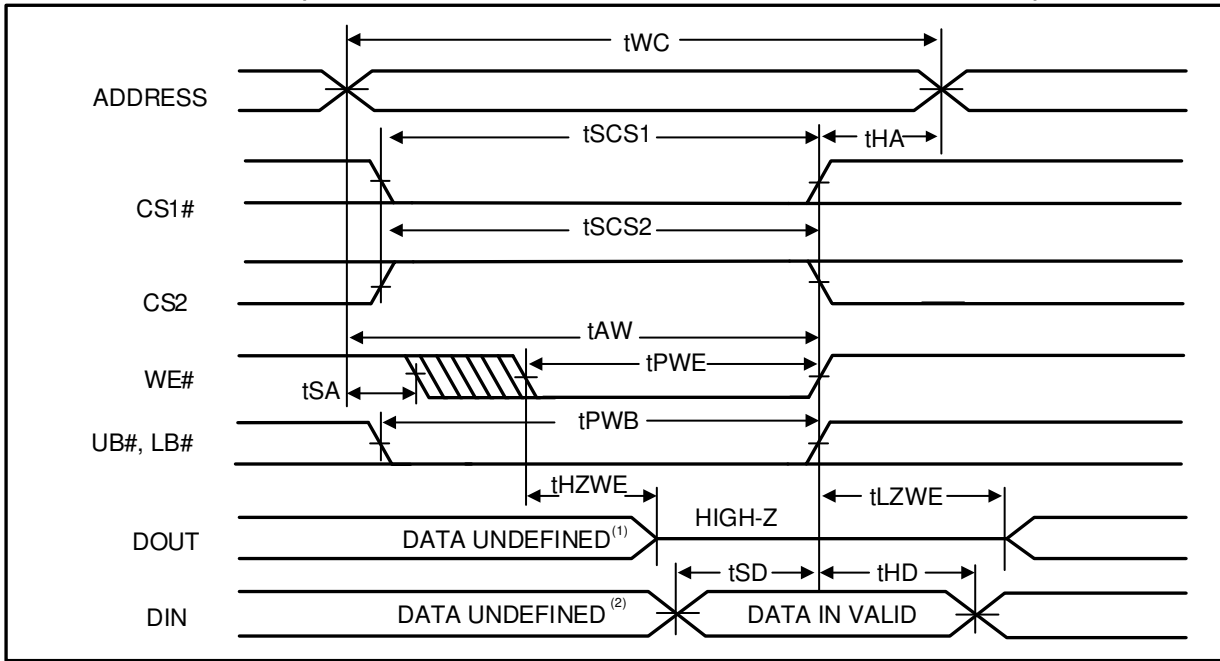 tWC
ADDRESS
tSCS1
tHA
CS1#
tSCS2
CS2
tAW
WE#
tPWE
tSA
tPWB
UB#, LB#
tHZWE
tLZWE
HIGH-Z
DOUT
DATA UNDEFINED(1)
tSD
tHD
DIN
DATA UNDEFINED (2)
DATA IN VALID